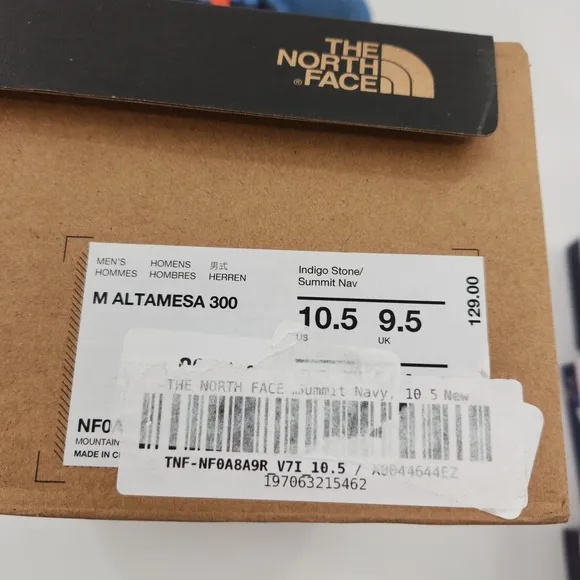 THE
NORTH
FACE
MEN'S HOMENS 男式
HOMMES HOMBRES HERREN
M ALTAMESA 300
Indigo Stone/
Summit Nav
10.5 9.5
US UK
129.00
THE NORTH FACE Summit Navy, 10.5 New
NF0A
MOUNTAIN
MADE IN C
TNF-NF0A8A9R V7I_10.5 / X0044644EZ
197063215462